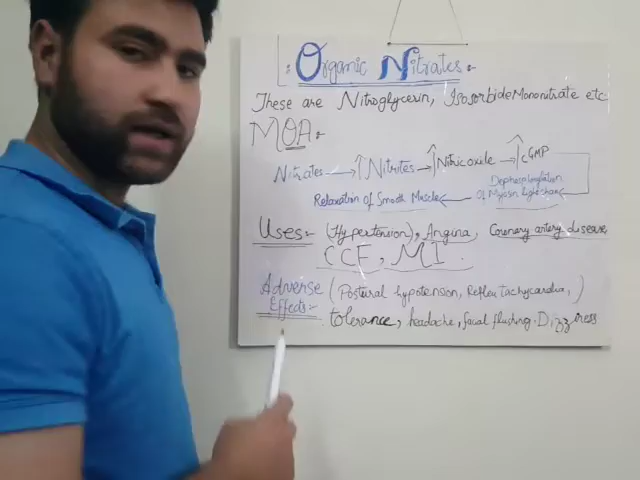 : Organic Nitrates :-
These are Nitroglycerin, IsosorbideMononitrate etc
MOA :-
Nitrates → ↑ Nitrites → ↑ Nitric oxide → ↑ cGMP
Dephosphorylation
Of Myosin light chain
Relaxation of Smooth Muscle ←
Uses:- (Hypertension), Angina, Coronary artery disease,
CCF, MI.
Adverse Effects:- (Postural hypotension, Reflex tachycardia,)
tolerance, headache, facial flushing. Dizziness